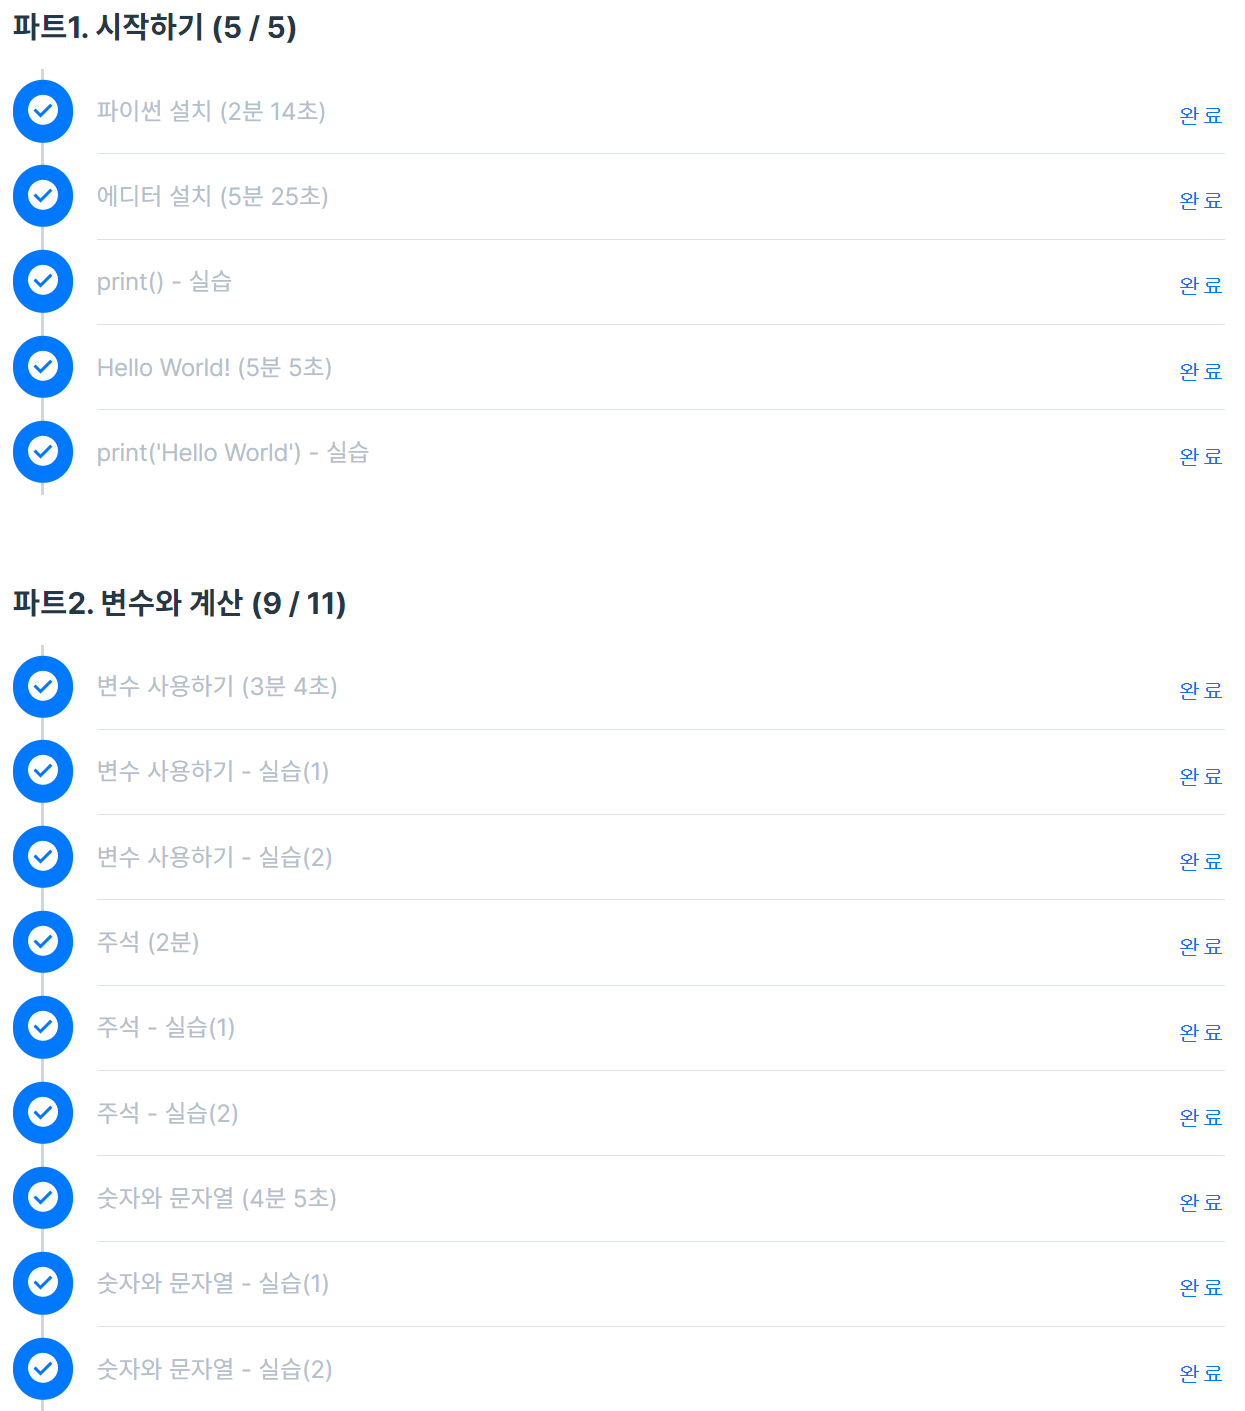 파트1. 시작하기 (5 / 5)
파이썬 설치 (2분 14초)
완료
에디터 설치 (5분 25초)
완료
print() - 실습
완료
Hello World! (5분 5초)
완료
print('Hello World') - 실습
완료
파트2. 변수와 계산 (9 / 11)
변수 사용하기 (3분 4초)
완료
변수 사용하기 - 실습(1)
완료
변수 사용하기 - 실습(2)
완료
주석 (2분)
완료
주석 - 실습(1)
완료
주석 - 실습(2)
완료
숫자와 문자열 (4분 5초)
완료
숫자와 문자열 - 실습(1)
완료
숫자와 문자열 - 실습(2)
완료